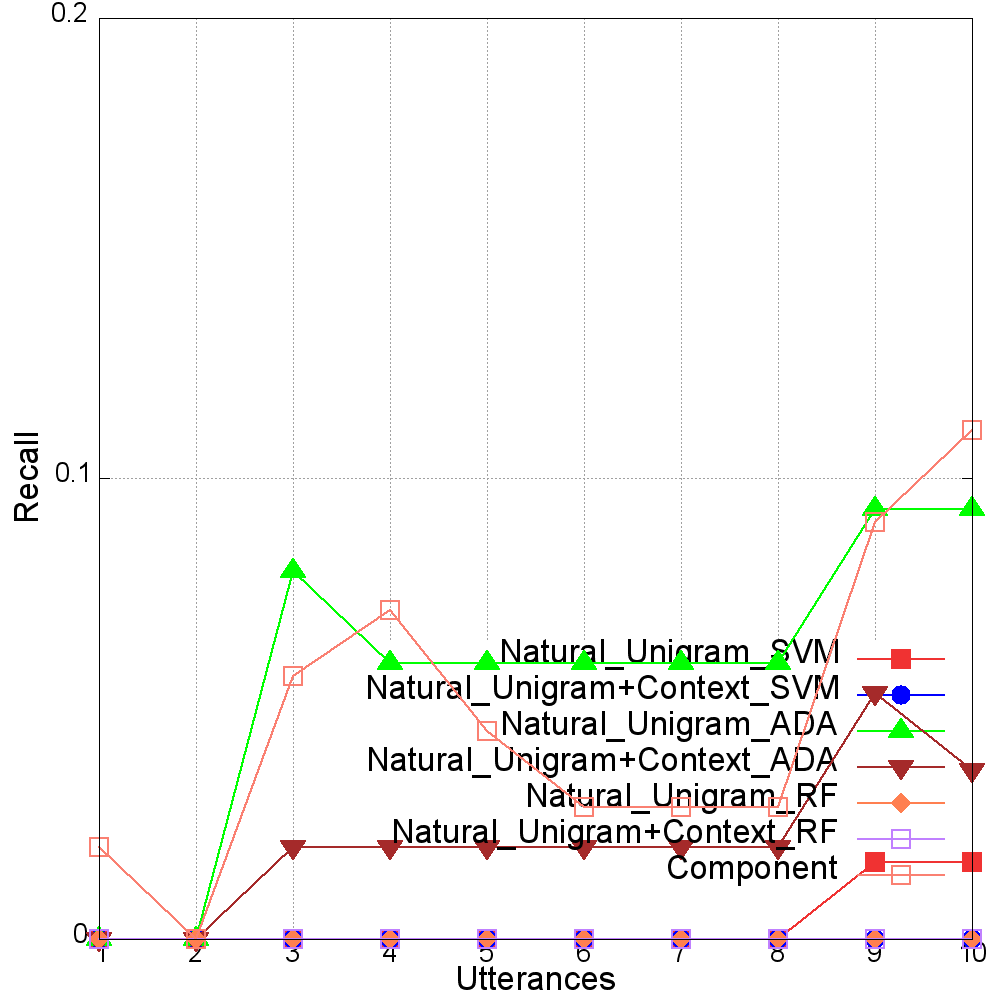 0.2
Recall
0.1
Natural_Unigram_SVM
Natural_Unigram+Context_SVM
Natural_Unigram_ADA
Natural_Unigram+Context_ADA
Natural_Unigram_RF
Natural_Unigram+Context_RF
Component
0
1 2 3 4 5 6 7 8 9 10
Utterances